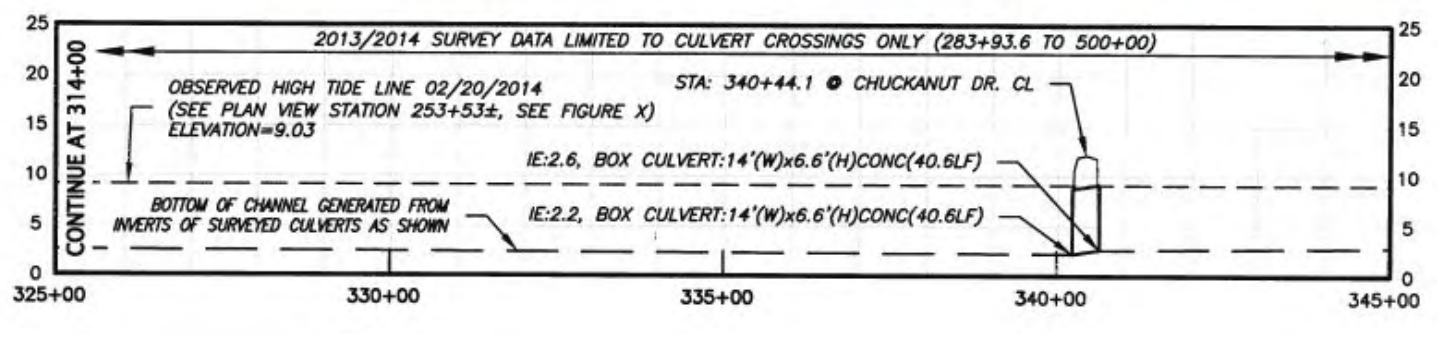 25
20
15
10
5
0
CONTINUE AT 314+00
2013/2014 SURVEY DATA LIMITED TO CULVERT CROSSINGS ONLY (283+93.6 TO 500+00)
OBSERVED HIGH TIDE LINE 02/20/2014
(SEE PLAN VIEW STATION 253+53±, SEE FIGURE X)
ELEVATION=9.03
STA: 340+44.1 @ CHUCKANUT DR. CL
IE:2.6, BOX CULVERT:14'(W)x6.6'(H)CONC(40.6LF)
BOTTOM OF CHANNEL GENERATED FROM
INVERTS OF SURVEYED CULVERTS AS SHOWN
IE:2.2, BOX CULVERT:14'(W)x6.6'(H)CONC(40.6LF)
25
20
15
10
5
0
325+00
330+00
335+00
340+00
345+00